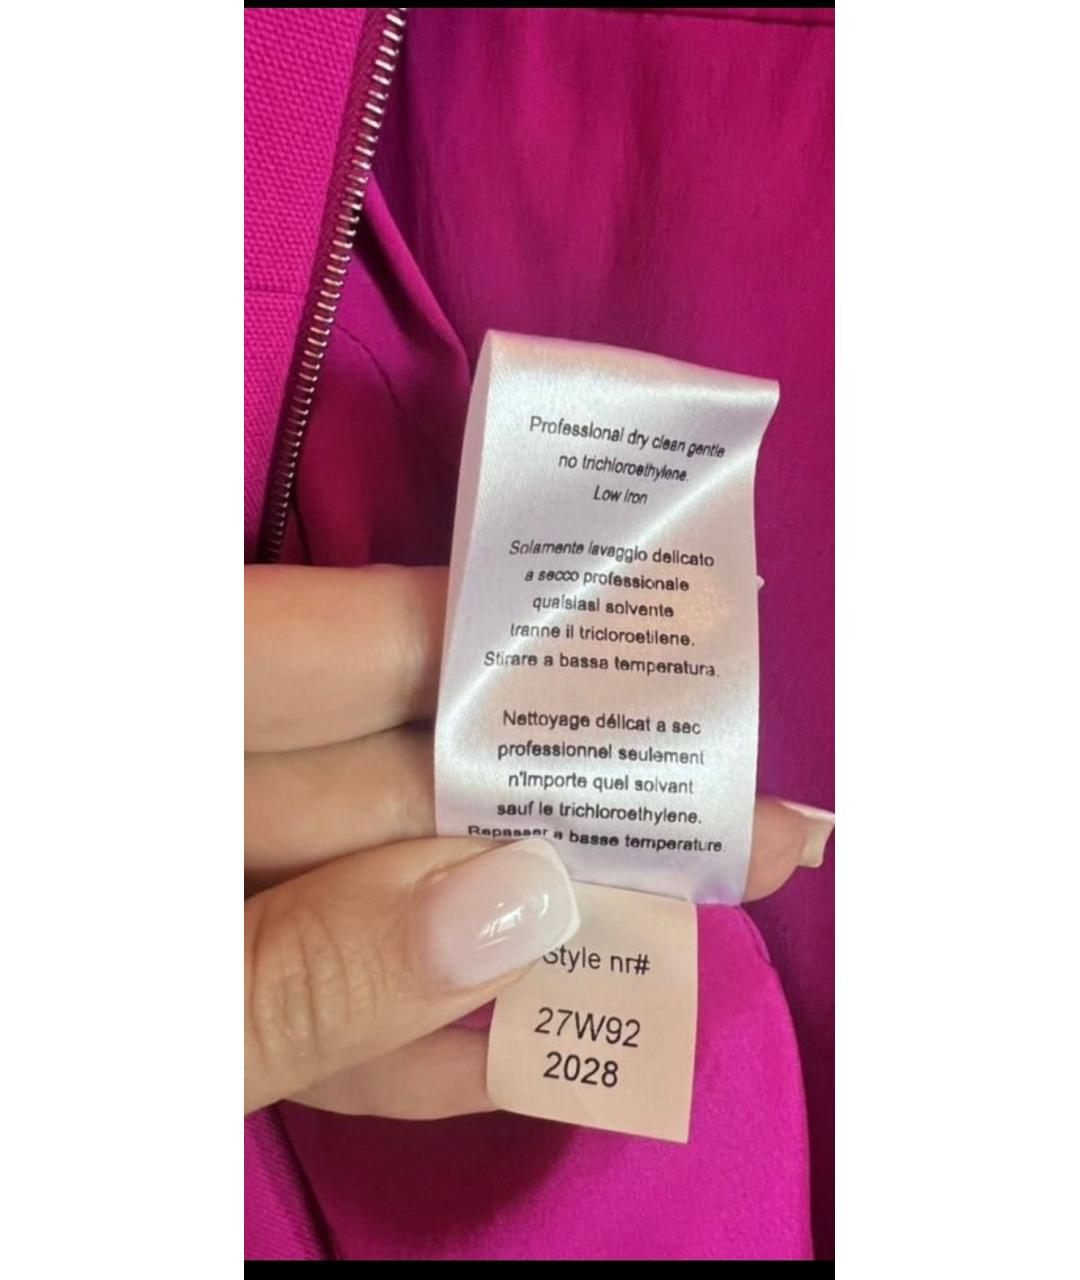 Professional dry clean gentle
no trichloroethylene.
Low Iron
Solamente lavaggio delicato
a secco professionale
qualsiasi solvente
tranne il tricloroetilene.
Stirare a bassa temperatura.
Nettoyage délicat a sec
professionnel seulement
n'importe quel solvant
sauf le trichloroethylene.
Repasser a basse temperature.
Style nr#
27W92
2028